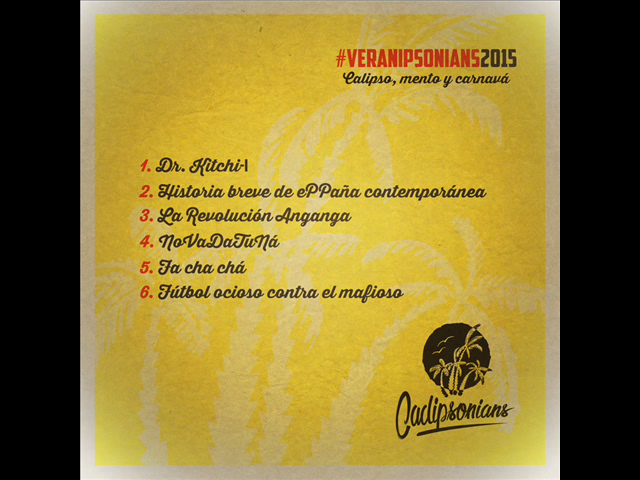 #VERANIPSONIANS2015
Calipso, mento y carnavá
1. Dr. Kitchi-l
2. Historia breve de ePPaña contemporánea
3. La Revolución Anganga
4. NoVaDaTuNá
5. Fa cha chá
6. Fútbol ocioso contra el mafioso
Cadipsonians